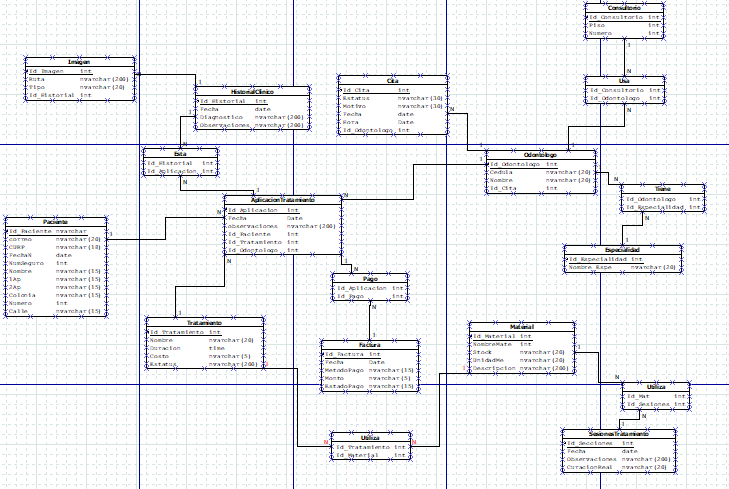 Consultorio
Id_Consultorio int
Piso int
Numero int
Imagen
Id_Imagen int
Ruta nvarchar(200)
Tipo nvarchar(20)
Id_Historial int
HistorialClinico
Id_Historial int
Fecha date
Diagnostico nvarchar(200)
Observaciones nvarchar(200)
Cita
Id_Cita int
Estatus nvarchar(30)
Motivo nvarchar(30)
Fecha Date
Hora Date
Id_Odontologo int
Usa
Id_Consultorio int
Id_Odontologo int
Esta
Id_Historial int
Id_Aplicacion int
Odontologo
Id_Odontologo int
Cedula nvarchar(20)
Nombre nvarchar(20)
Id_Cita int
Tiene
Id_Odontologo int
Id_Especialidad int
AplicacionTratamiento
Id_Aplicacion int
Fecha Date
observaciones nvarchar(200)
Id_Paciente int
Id_Tratamiento int
Id_Odontologo int
Paciente
Id_Paciente nvarchar
correo nvarchar(20)
CURP nvarchar(18)
FechaN date
NumSeguro int
Nombre nvarchar(15)
1Ap nvarchar(15)
2Ap nvarchar(15)
Colonia nvarchar(15)
Numero int
Calle nvarchar(15)
Especialidad
Id_Especialidad int
Nombre_Espe nvarchar(20)
Pago
Id_Aplicacion int
Id_Pago int
Tratamiento
Id_Tratamiento int
Nombre nvarchar(20)
Duracion time
Costo nvarchar(5)
Estatus nvarchar(200)
Factura
Id_Factura int
Fecha Date
MetodoPago nvarchar(15)
Monto nvarchar(5)
EstadoPago nvarchar(15)
Material
Id_Material int
NombreMate int
Stock nvarchar(20)
UnidadMe nvarchar(20)
Descripcion nvarchar(200)
Utiliza
Id_Mat int
Id_Sesiones int
Utiliza
Id_Tratamiento int
Id_Material int
SesionesTratamiento
Id_Secciones int
Fecha date
Observaciones nvarchar(200)
CuracionReal nvarchar(20)